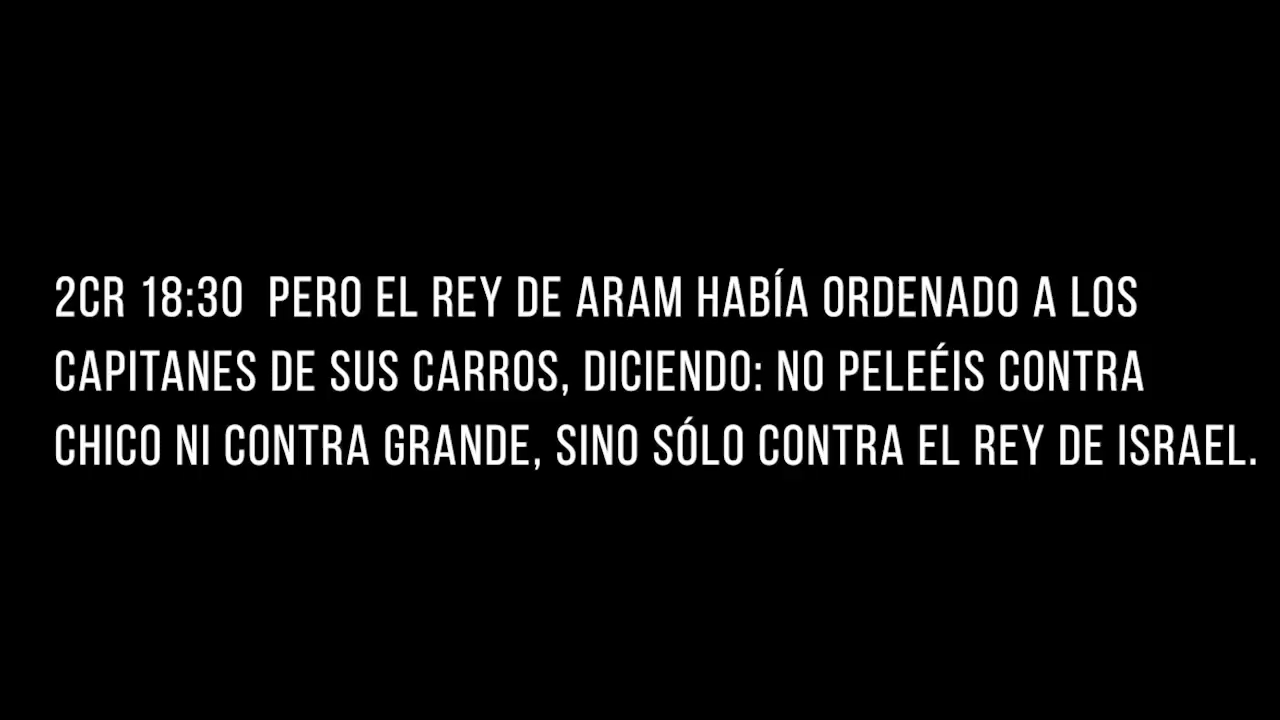 2CR 18:30  PERO EL REY DE ARAM HABÍA ORDENADO A LOS
CAPITANES DE SUS CARROS, DICIENDO: NO PELEÉIS CONTRA
CHICO NI CONTRA GRANDE, SINO SÓLO CONTRA EL REY DE ISRAEL.